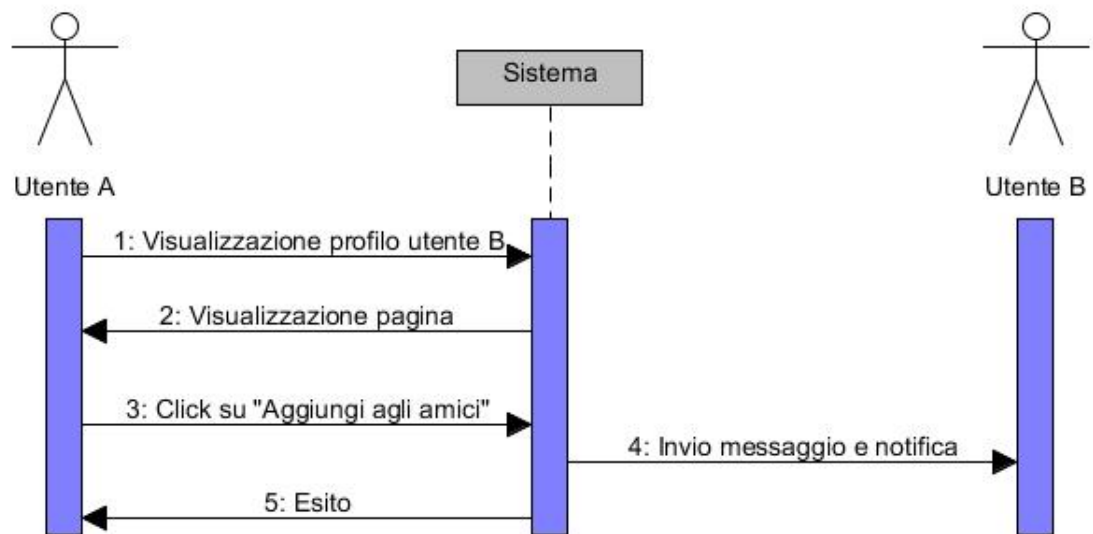 Sistema
Utente A
Utente B
1: Visualizzazione profilo utente B
2: Visualizzazione pagina
3: Click su "Aggiungi agli amici"
4: Invio messaggio e notifica
5: Esito